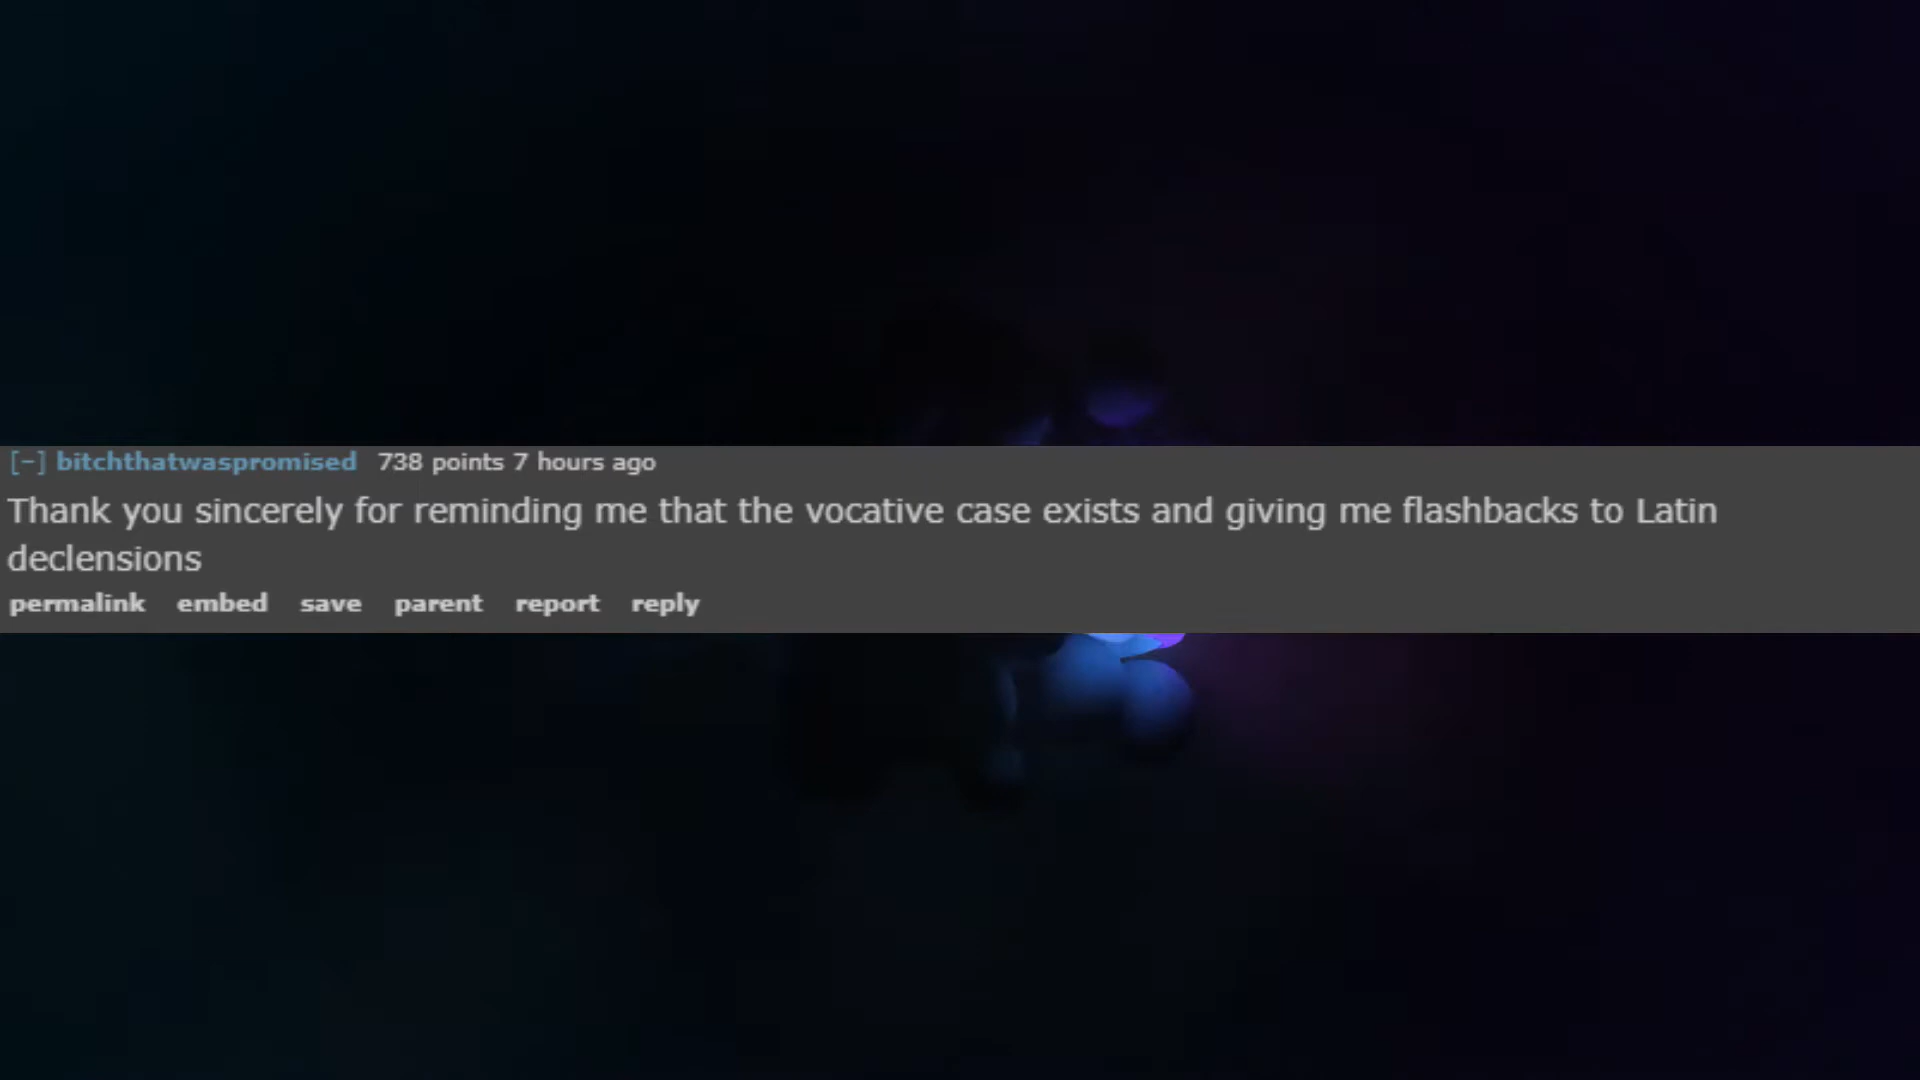 [−] bitchthatwaspromised 738 points 7 hours ago
Thank you sincerely for reminding me that the vocative case exists and giving me flashbacks to Latin
declensions
permalink embed save parent report reply